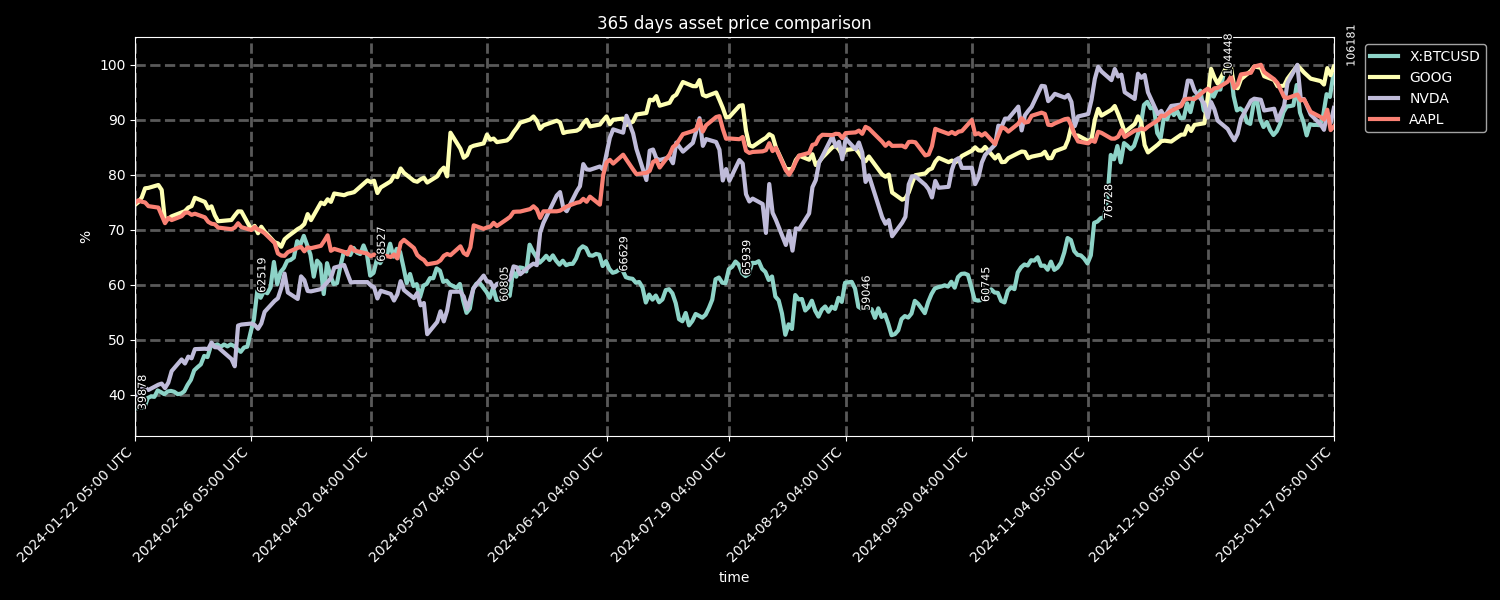 365 days asset price comparison
%
100
90
80
70
60
50
40
39878
62519
68527
60805
66629
65939
59046
60745
76728
104448
106181
X:BTCUSD
GOOG
NVDA
AAPL
2024-01-22 05:00 UTC
2024-02-26 05:00 UTC
2024-04-02 04:00 UTC
2024-05-07 04:00 UTC
2024-06-12 04:00 UTC
2024-07-19 04:00 UTC
2024-08-23 04:00 UTC
2024-09-30 04:00 UTC
2024-11-04 05:00 UTC
2024-12-10 05:00 UTC
2025-01-17 05:00 UTC
time